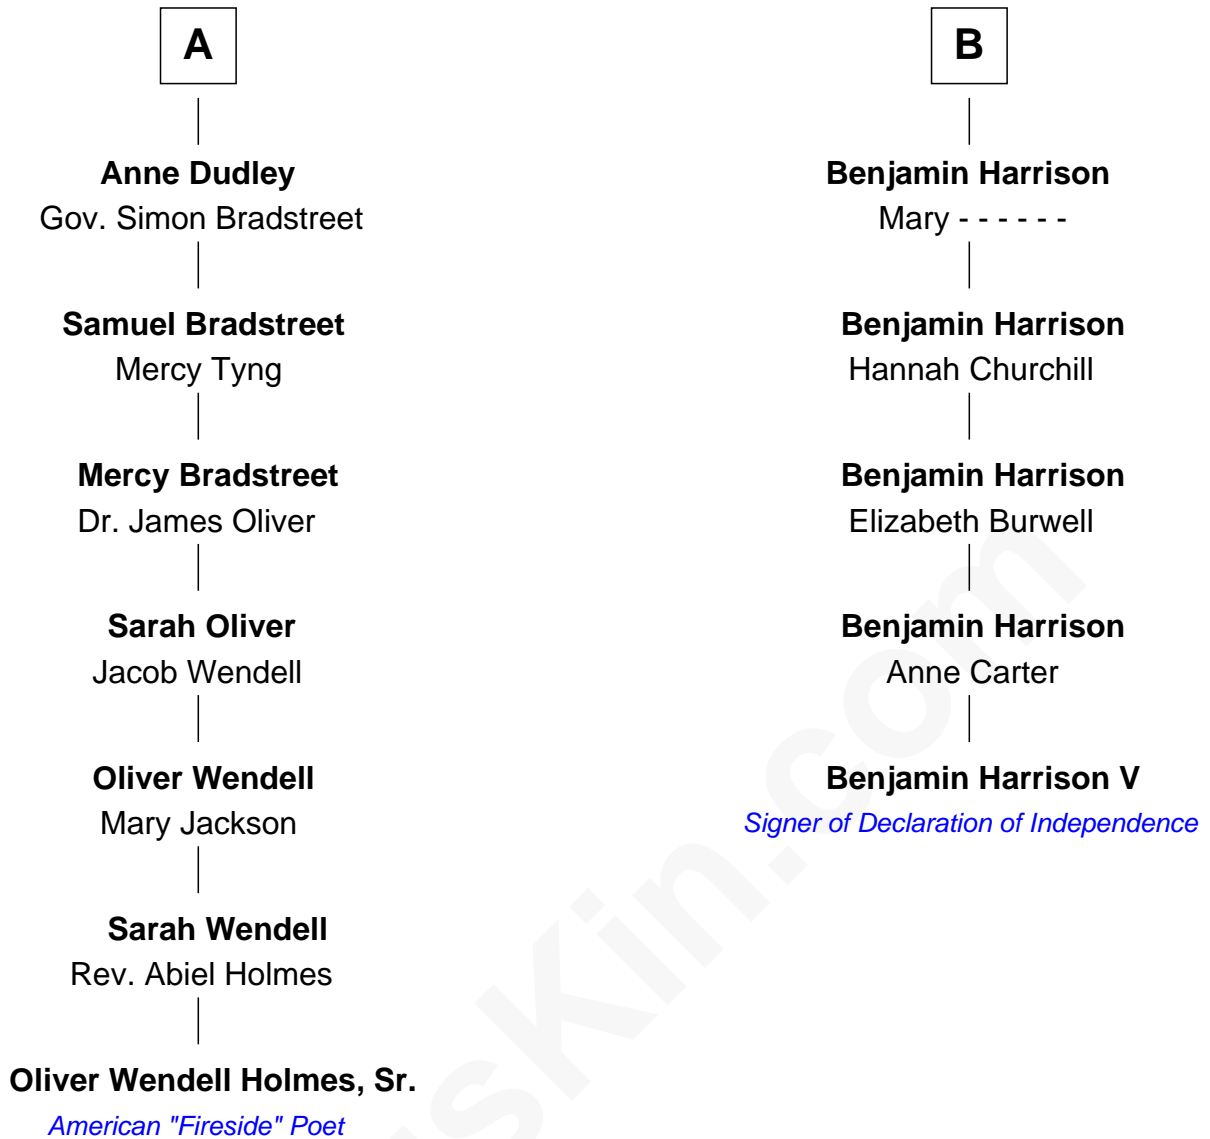 A
Anne Dudley
Gov. Simon Bradstreet
Samuel Bradstreet
Mercy Tyng
Mercy Bradstreet
Dr. James Oliver
Sarah Oliver
Jacob Wendell
Oliver Wendell
Mary Jackson
Sarah Wendell
Rev. Abiel Holmes
Oliver Wendell Holmes, Sr.
American "Fireside" Poet
B
Benjamin Harrison
Mary - - - - - -
Benjamin Harrison
Hannah Churchill
Benjamin Harrison
Elizabeth Burwell
Benjamin Harrison
Anne Carter
Benjamin Harrison V
Signer of Declaration of Independence
sKin.com